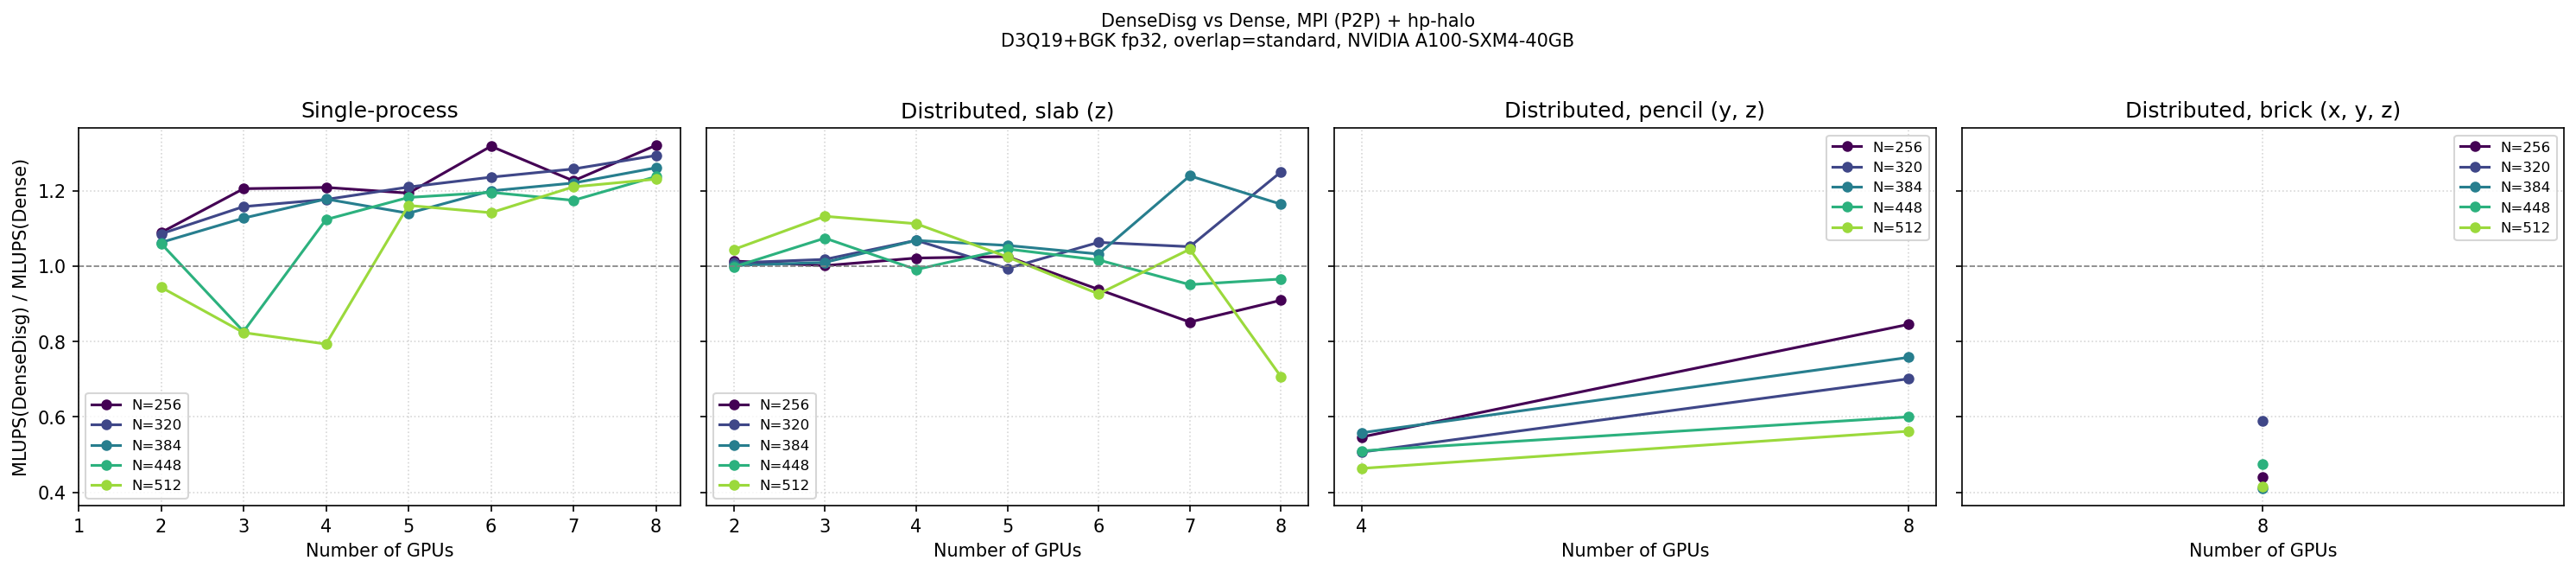 DenseDisg vs Dense, MPI (P2P) + hp-halo
D3Q19+BGK fp32, overlap=standard, NVIDIA A100-SXM4-40GB
Single-process
MLUPS(DenseDisg) / MLUPS(Dense)
1.2
1.0
0.8
0.6
0.4
N=256
N=320
N=384
N=448
N=512
1 2 3 4 5 6 7 8
Number of GPUs
Distributed, slab (z)
N=256
N=320
N=384
N=448
N=512
2 3 4 5 6 7 8
Number of GPUs
Distributed, pencil (y, z)
N=256
N=320
N=384
N=448
N=512
4 8
Number of GPUs
Distributed, brick (x, y, z)
N=256
N=320
N=384
N=448
N=512
8
Number of GPUs